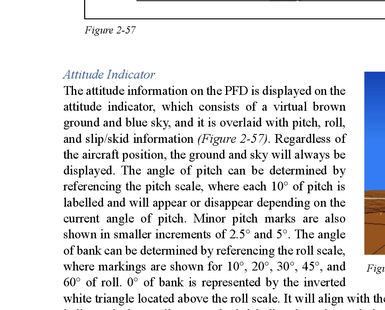 Figure 2-57
Attitude Indicator
The attitude information on the PFD is displayed on the
attitude indicator, which consists of a virtual brown
ground and blue sky, and it is overlaid with pitch, roll,
and slip/skid information (Figure 2-57). Regardless of
the aircraft position, the ground and sky will always be
displayed. The angle of pitch can be determined by
referencing the pitch scale, where each 10° of pitch is
labelled and will appear or disappear depending on the
current angle of pitch. Minor pitch marks are also
shown in smaller increments of 2.5° and 5°. The angle
of bank can be determined by referencing the roll scale,
where markings are shown for 10°, 20°, 30°, 45°, and
60° of roll. 0° of bank is represented by the inverted
white triangle located above the roll scale. It will align with the